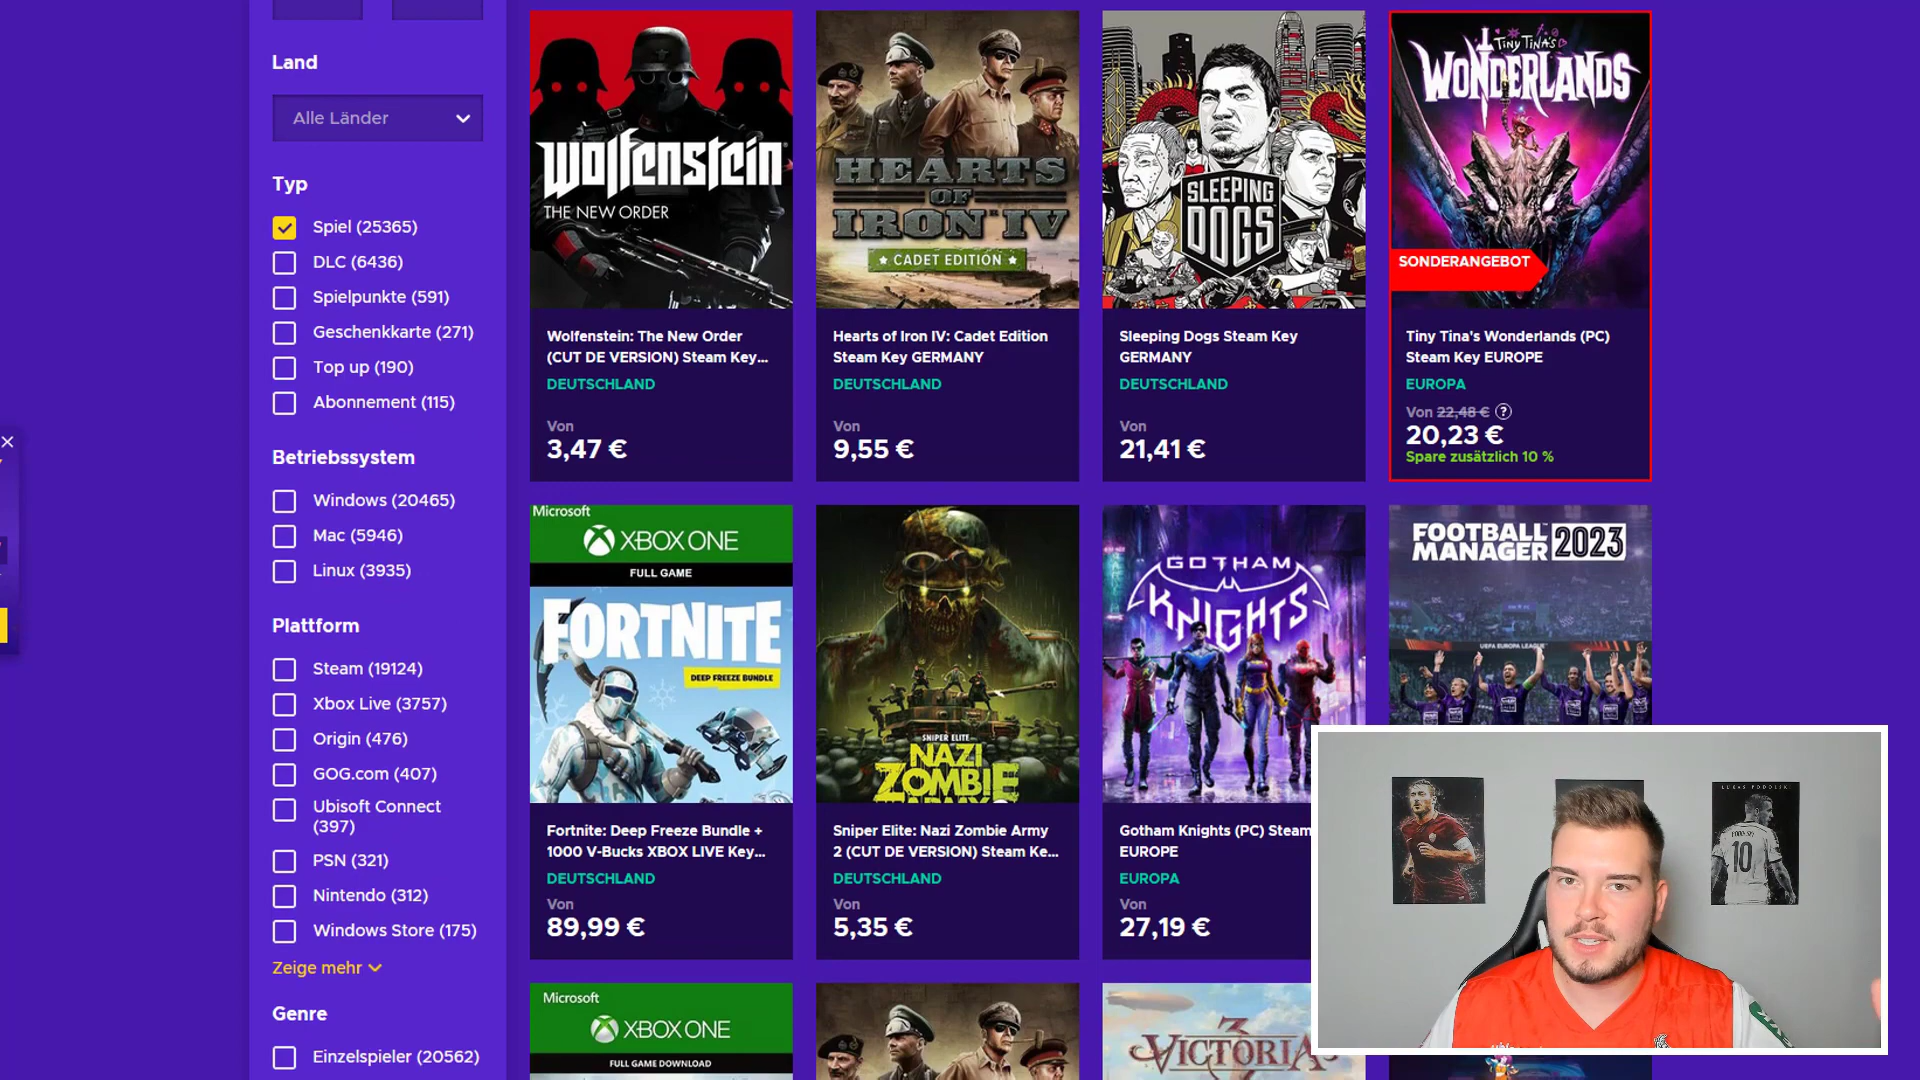 Land
Alle Länder
Typ
Spiel (25365)
DLC (6436)
Spielpunkte (591)
Geschenkkarte (271)
Top up (190)
Abonnement (115)
Betriebssystem
Windows (20465)
Mac (5946)
Linux (3935)
Plattform
Steam (19124)
Xbox Live (3757)
Origin (476)
GOG.com (407)
Ubisoft Connect
(397)
PSN (321)
Nintendo (312)
Windows Store (175)
Zeige mehr
Genre
Einzelspieler (20562)
Wolfenstein
THE NEW ORDER
Wolfenstein: The New Order
(CUT DE VERSION) Steam Key...
DEUTSCHLAND
Von
3,47 €
HEARTS
OF
IRON IV
CADET EDITION
Hearts of Iron IV: Cadet Edition
Steam Key GERMANY
DEUTSCHLAND
Von
9,55 €
SLEEPING
DOGS
Sleeping Dogs Steam Key
GERMANY
DEUTSCHLAND
Von
21,41 €
TINY TINA'S
WONDERLANDS
SONDERANGEBOT
Tiny Tina's Wonderlands (PC)
Steam Key EUROPE
EUROPA
Von 22,48 € ?
20,23 €
Spare zusätzlich 10 %
Microsoft
XBOX ONE
FULL GAME
FORTNITE
DEEP FREEZE BUNDLE
Fortnite: Deep Freeze Bundle +
1000 V-Bucks XBOX LIVE Key...
DEUTSCHLAND
Von
89,99 €
SNIPER ELITE
NAZI
ZOMBIE
ARMY
Sniper Elite: Nazi Zombie Army
2 (CUT DE VERSION) Steam Ke...
DEUTSCHLAND
Von
5,35 €
GOTHAM
KNIGHTS
Gotham Knights (PC) Steam
EUROPE
EUROPA
Von
27,19 €
FOOTBALL
MANAGER 2023
UEFA EUROPA LEAGUE
LUKAS PODOLSKI
PODOLSKI
10
Microsoft
XBOX ONE
FULL GAME DOWNLOAD
3
VICTORIA